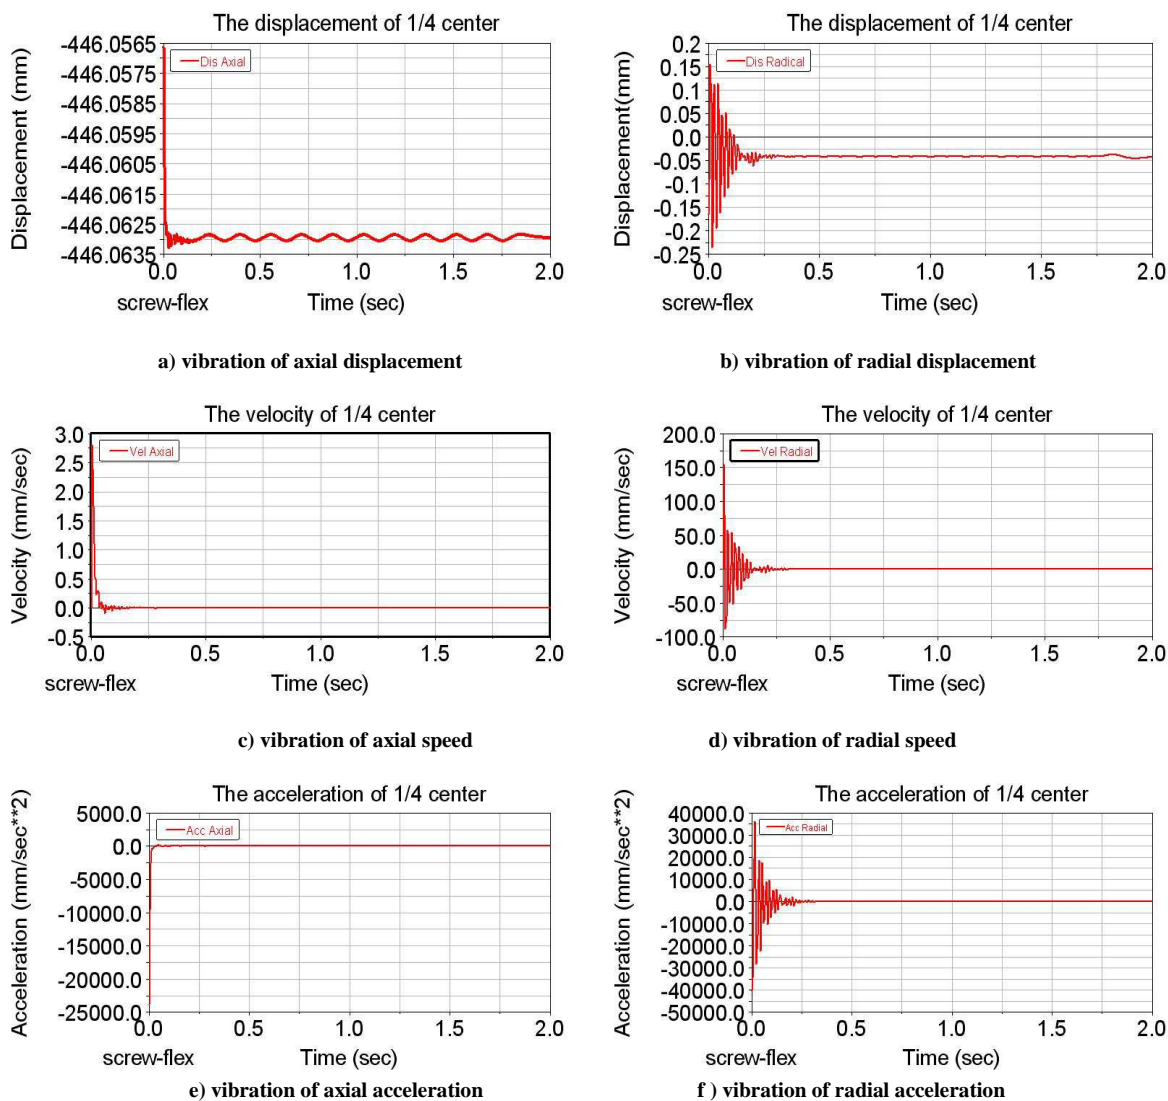 The displacement of 1/4 center
Displacement (mm)
-446.0565
-446.0575
-446.0585
-446.0595
-446.0605
-446.0615
-446.0625
-446.0635
Dis Axial
0.0 0.5 1.0 1.5 2.0
screw-flex Time (sec)
a) vibration of axial displacement
The displacement of 1/4 center
Displacement(mm)
0.2
0.15
0.1
0.05
0.0
-0.05
-0.1
-0.15
-0.2
-0.25
Dis Radical
0.0 0.5 1.0 1.5 2.0
screw-flex Time (sec)
b) vibration of radial displacement
The velocity of 1/4 center
Velocity (mm/sec)
3.0
2.5
2.0
1.5
1.0
0.5
0.0
-0.5
Vel Axial
0.0 0.5 1.0 1.5 2.0
screw-flex Time (sec)
c) vibration of axial speed
The velocity of 1/4 center
Velocity (mm/sec)
200.0
150.0
100.0
50.0
0.0
-50.0
-100.0
Vel Radial
0.0 0.5 1.0 1.5 2.0
screw-flex Time (sec)
d) vibration of radial speed
The acceleration of 1/4 center
Acceleration (mm/sec**2)
5000.0
0.0
-5000.0
-10000.0
-15000.0
-20000.0
-25000.0
Acc Axial
0.0 0.5 1.0 1.5 2.0
screw-flex Time (sec)
e) vibration of axial acceleration
The acceleration of 1/4 center
Acceleration (mm/sec**2)
40000.0
30000.0
20000.0
10000.0
0.0
-10000.0
-20000.0
-30000.0
-40000.0
-50000.0
Acc Radial
0.0 0.5 1.0 1.5 2.0
screw-flex Time (sec)
f ) vibration of radial acceleration